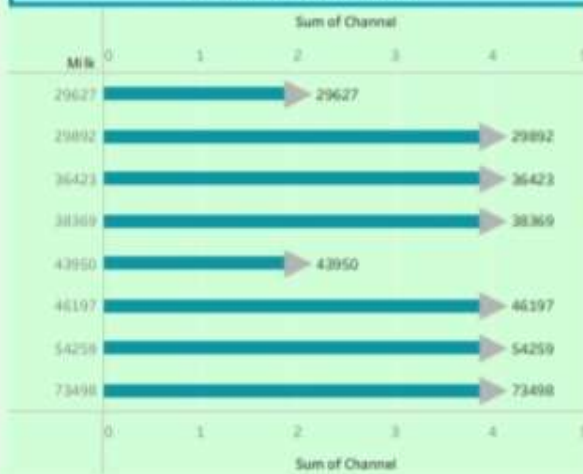 Sum of Channel
Milk 0 1 2 3 4
29627 29627
29892 29892
36423 36423
38369 38369
43950 43950
46197 46197
54259 54259
73498 73498
0 1 2 3 4
Sum of Channel